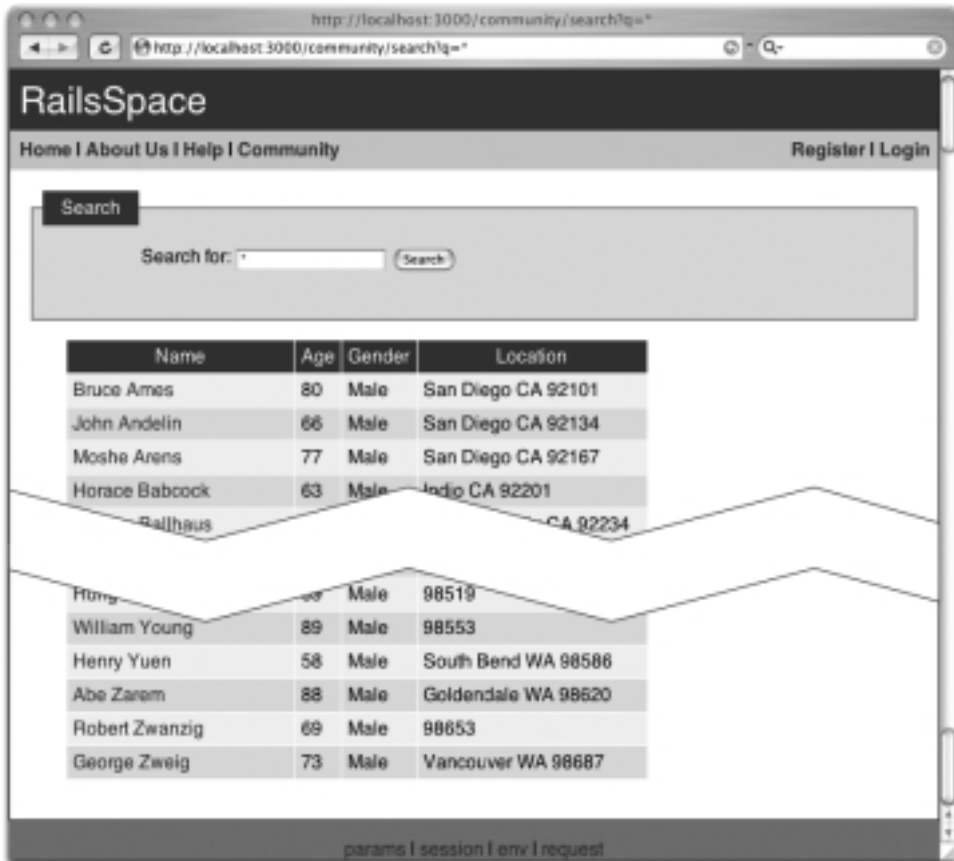 http://localhost:3000/community/search?q=*
http://localhost:3000/community/search?q=* Q-
RailsSpace
Home | About Us | Help | Community Register | Login
Search
Search for: * Search
Name Age Gender Location
Bruce Ames 80 Male San Diego CA 92101
John Andelin 66 Male San Diego CA 92134
Moshe Arens 77 Male San Diego CA 92167
Horace Babcock 63 Male Indio CA 92201
Ballhaus CA 92234
Male 98519
William Young 89 Male 98553
Henry Yuen 58 Male South Bend WA 98586
Abe Zarem 88 Male Goldendale WA 98620
Robert Zwanzig 69 Male 98653
George Zweig 73 Male Vancouver WA 98687
params | session | env | request